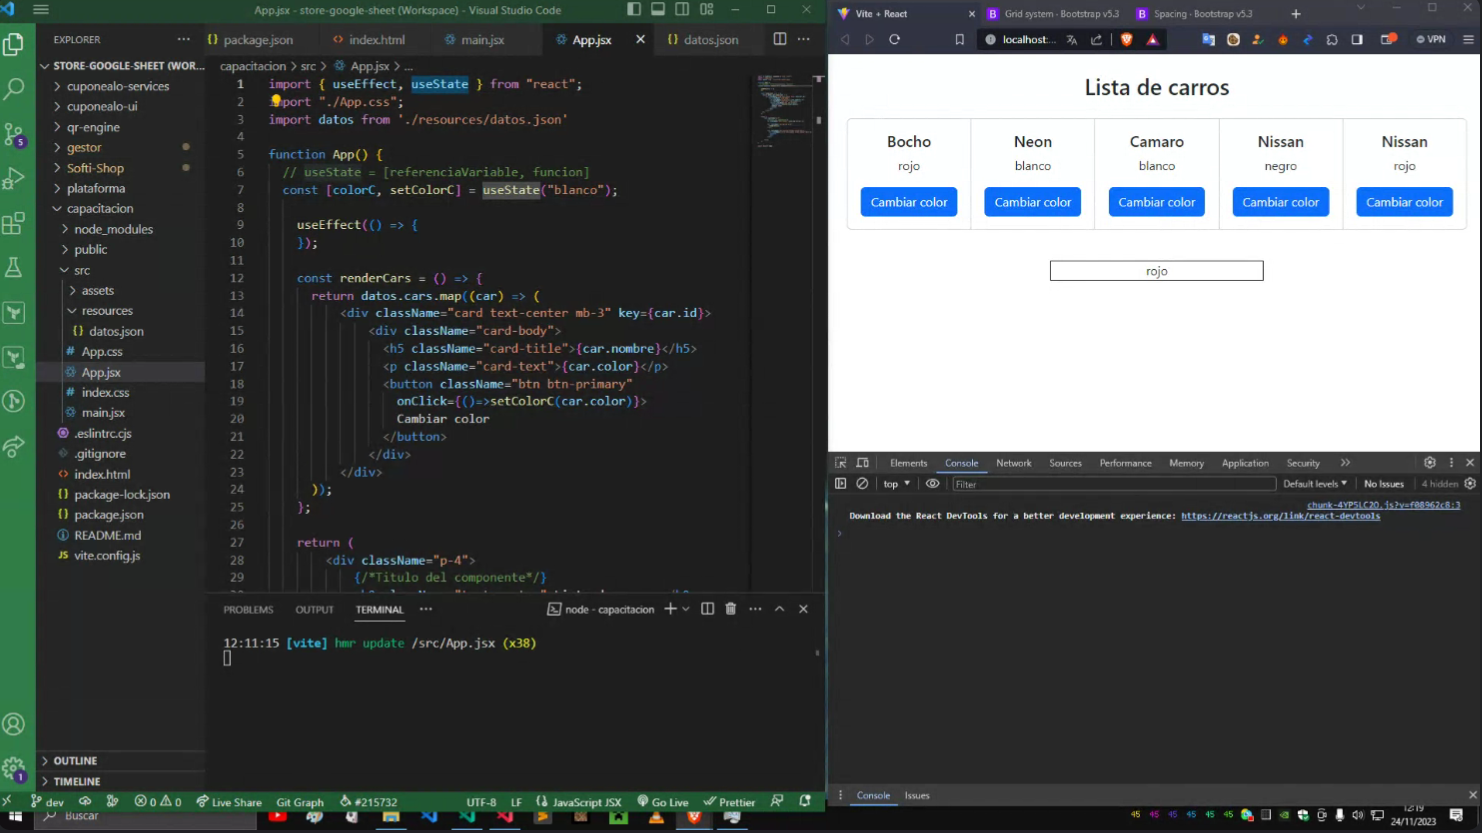 App.jsx - store-google-sheet (Workspace) - Visual Studio Code
EXPLORER
package.json
index.html
main.jsx
App.jsx
datos.json
STORE-GOOGLE-SHEET (WOR...
cuponealo-services
cuponealo-ui
qr-engine
gestor
Softi-Shop
plataforma
capacitacion
node_modules
public
src
assets
resources
datos.json
App.css
App.jsx
index.css
main.jsx
.eslintrc.cjs
.gitignore
index.html
package-lock.json
package.json
README.md
vite.config.js
OUTLINE
TIMELINE
5
1
capacitacion > src > App.jsx > ...
1 import { useEffect, useState } from "react";
2 import "./App.css";
3 import datos from './resources/datos.json'
4
5 function App() {
6 // useState = [referenciaVariable, funcion]
7 const [colorC, setColorC] = useState("blanco");
8
9 useEffect(() => {
10 });
11
12 const renderCars = () => {
13 return datos.cars.map((car) => (
14 <div className="card text-center mb-3" key={car.id}>
15 <div className="card-body">
16 <h5 className="card-title">{car.nombre}</h5>
17 <p className="card-text">{car.color}</p>
18 <button className="btn btn-primary"
19 onClick={()=>setColorC(car.color)}>
20 Cambiar color
21 </button>
22 </div>
23 </div>
24 ));
25 };
26
27 return (
28 <div className="p-4">
29 {/*Titulo del componente*/}
PROBLEMS OUTPUT TERMINAL ··· node - capacitacion
12:11:15 [vite] hmr update /src/App.jsx (x38)
dev 0 0 Live Share Git Graph #215732 UTF-8 LF JavaScript JSX Go Live Prettier
Buscar
Vite + React
Grid system · Bootstrap v5.3
Spacing · Bootstrap v5.3
localhost:...
VPN
Lista de carros
Bocho Neon Camaro Nissan Nissan
rojo blanco blanco negro rojo
Cambiar color Cambiar color Cambiar color Cambiar color Cambiar color
rojo
Elements Console Network Sources Performance Memory Application Security
top Filter Default levels No Issues 4 hidden
Download the React DevTools for a better development experience: https://reactjs.org/link/react-devtools
Console Issues
45 45 45 45 45
12:19
24/11/2023